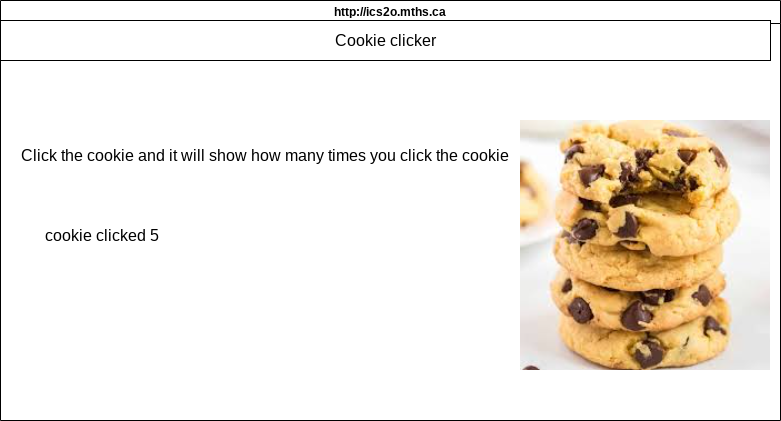 http://ics2o.mths.ca
Cookie clicker
Click the cookie and it will show how many times you click the cookie
cookie clicked 5